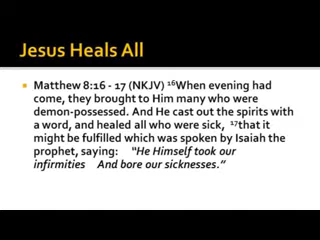 Jesus Heals All
Matthew 8:16 - 17 (NKJV) ¹⁶When evening had
come, they brought to Him many who were
demon-possessed. And He cast out the spirits with
a word, and healed all who were sick, ¹⁷that it
might be fulfilled which was spoken by Isaiah the
prophet, saying: “He Himself took our
infirmities And bore our sicknesses.”